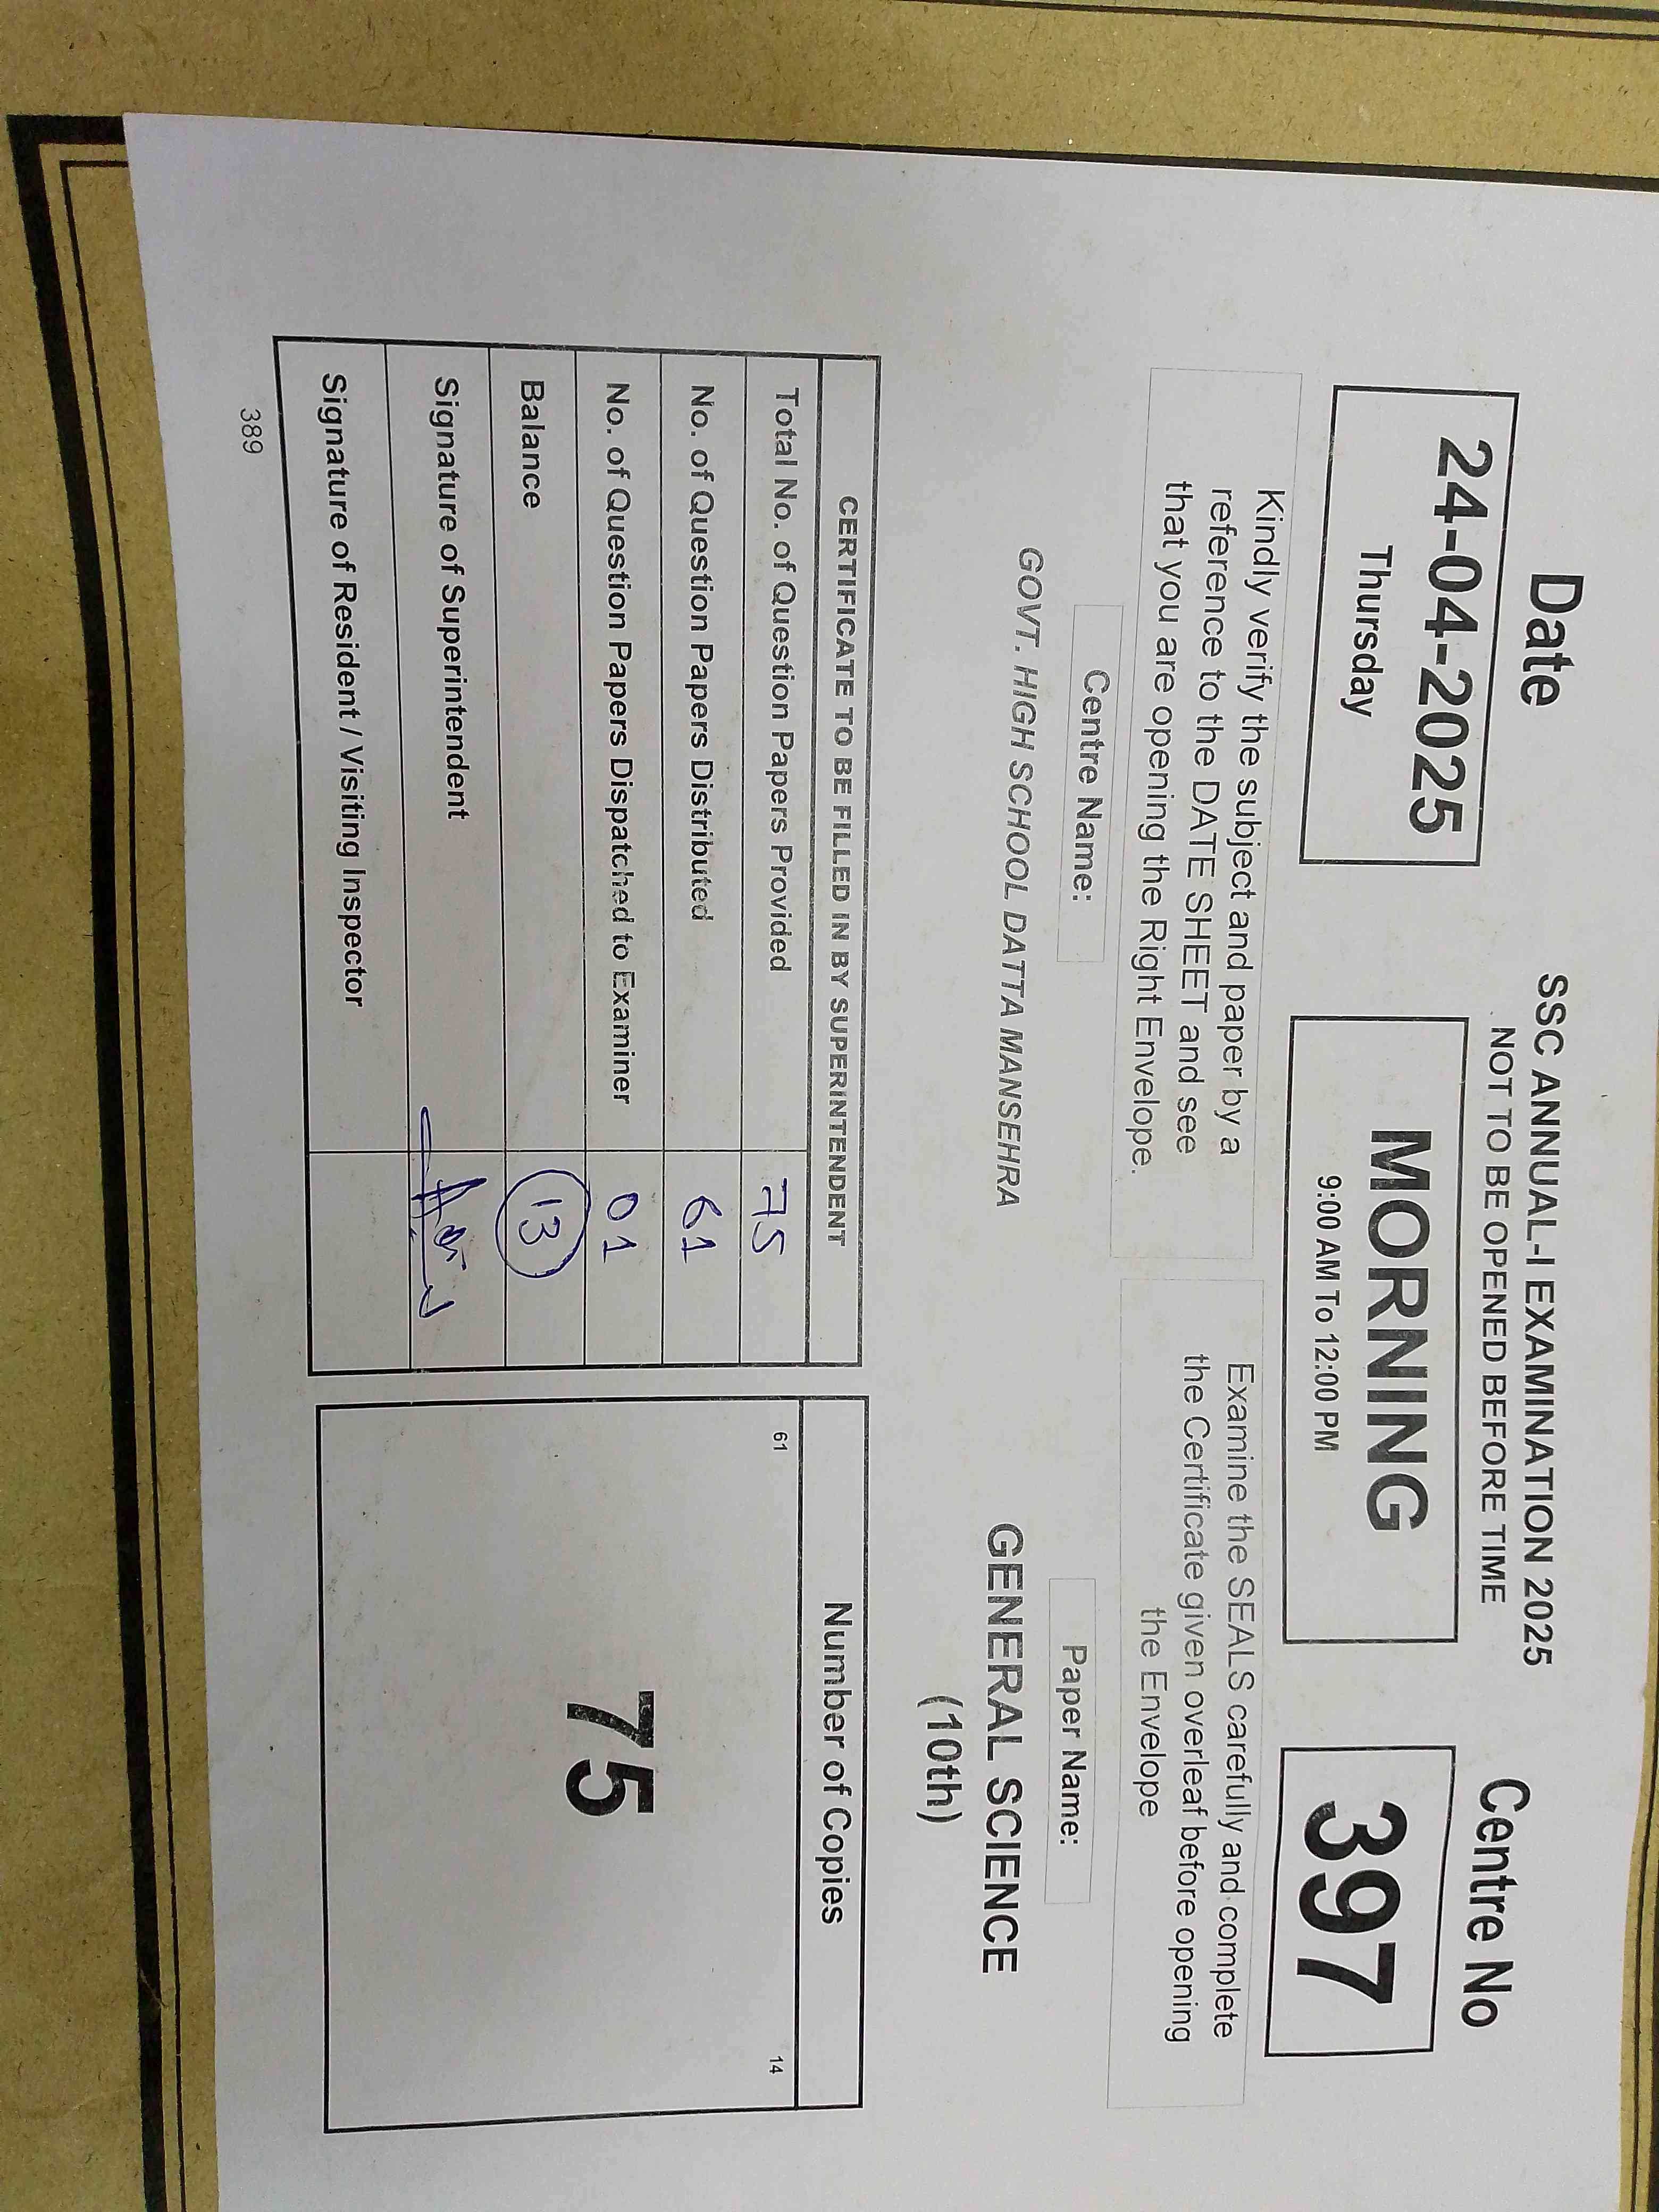 SSC ANNUAL-I EXAMINATION 2025
NOT TO BE OPENED BEFORE TIME
Date
24-04-2025
Thursday
MORNING
9:00 AM To 12:00 PM
Centre No
397
Kindly verify the subject and paper by a
reference to the DATE SHEET and see
that you are opening the Right Envelope.
Examine the SEALS carefully and complete
the Certificate given overleaf before opening
the Envelope
Centre Name:
GOVT. HIGH SCHOOL DATTA MANSEHRA
Paper Name:
GENERAL SCIENCE
(10th)
CERTIFICATE TO BE FILLED IN BY SUPERINTENDENT
Total No. of Question Papers Provided 75
No. of Question Papers Distributed 61
No. of Question Papers Dispatched to Examiner 01
Balance 13
Signature of Superintendent
Signature of Resident / Visiting Inspector
Number of Copies
61 14
75
389